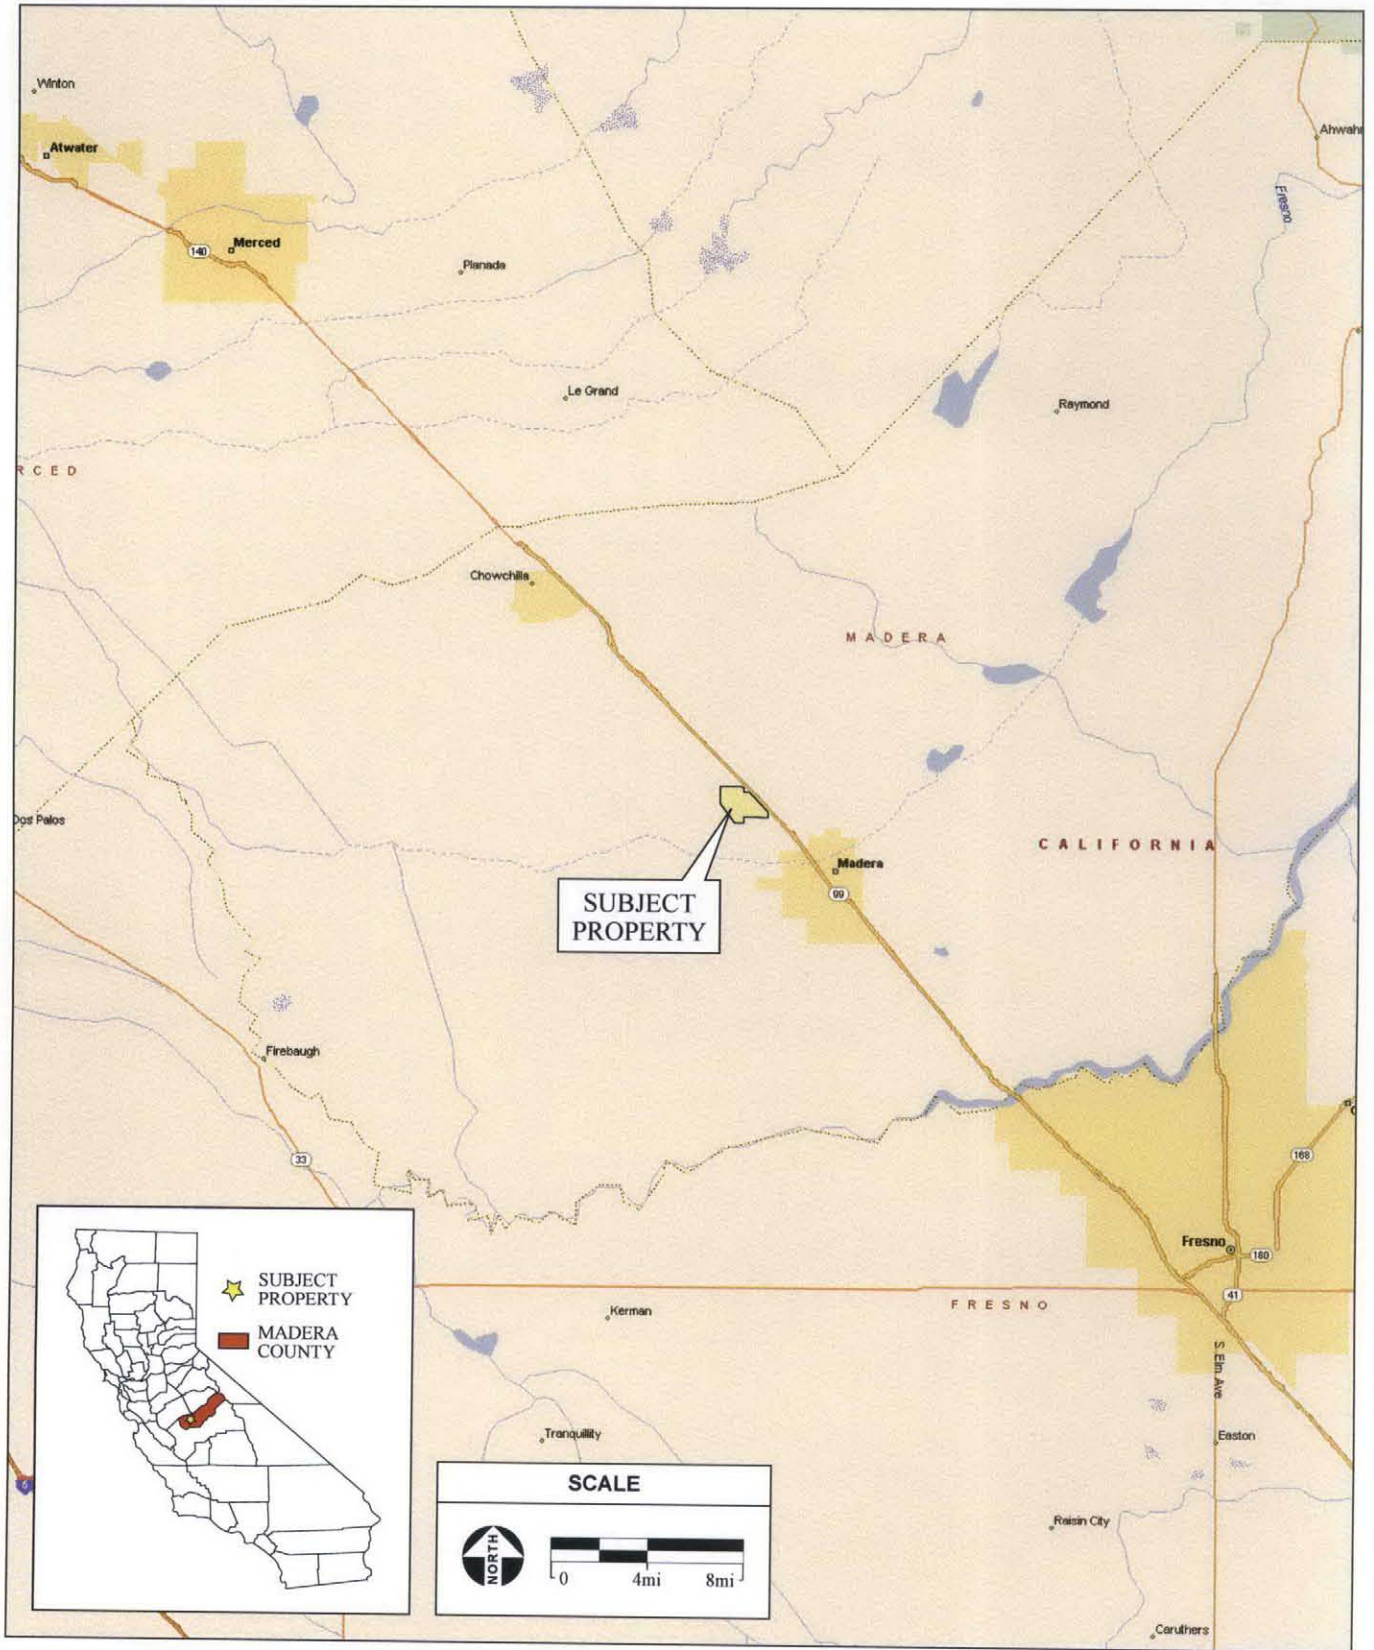 Winton
Atwater
Ahwahn
Fresno
Merced
140
Planada
Le Grand
Raymond
RCED
Chowchilla
MADERA
Dos Palos
CALIFORNIA
Madera
99
SUBJECT
PROPERTY
Firebaugh
33
168
Fresno
180
41
SUBJECT
PROPERTY
MADERA
COUNTY
Kerman
FRESNO
S. Elm Ave
Tranquillity
Easton
SCALE
NORTH
0 4mi 8mi
Raisin City
Caruthers